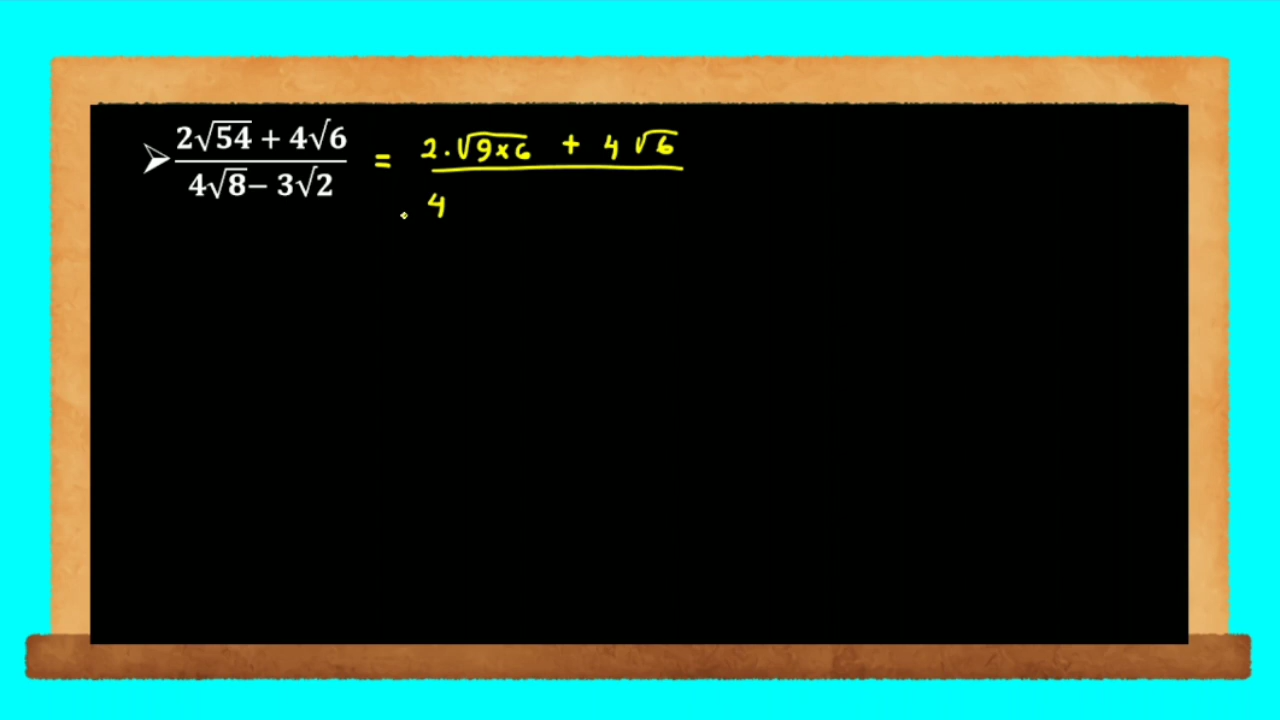 ➢ (2√54 + 4√6)/(4√8– 3√2) = (2.√9×6 + 4√6)/4